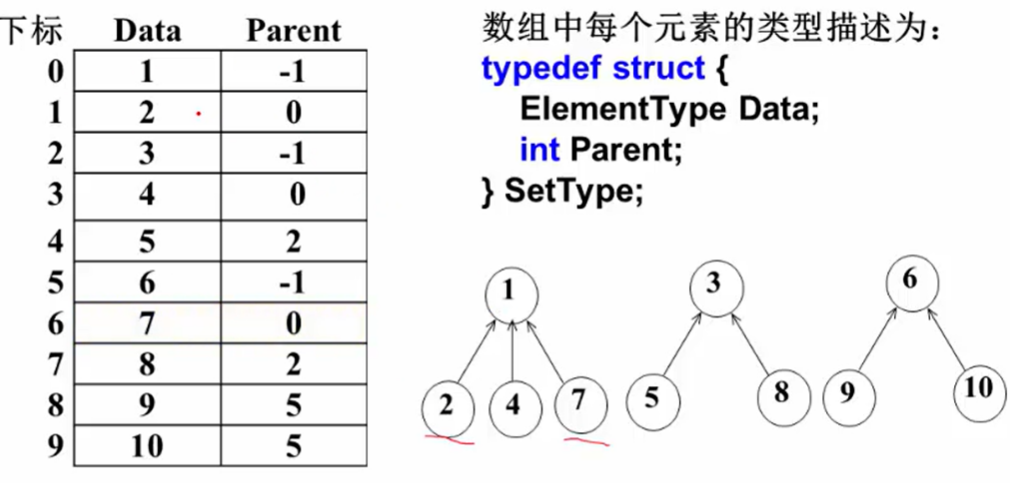 下标 Data Parent
0 1 -1
1 2 0
2 3 -1
3 4 0
4 5 2
5 6 -1
6 7 0
7 8 2
8 9 5
9 10 5
数组中每个元素的类型描述为：
typedef struct {
ElementType Data;
int Parent;
} SetType;
1 3 6
2 4 7 5 8 9 10